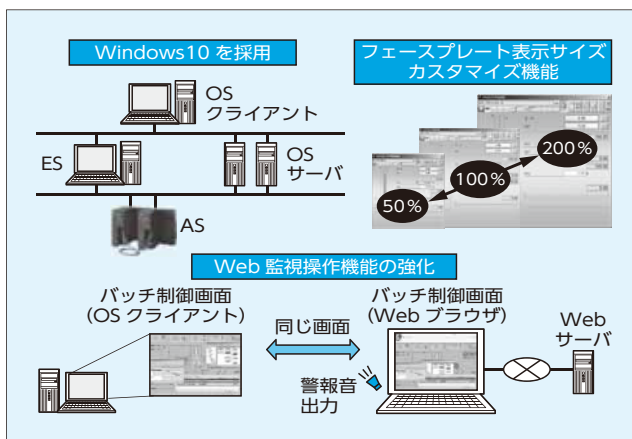 Windows10 を採用
フェースプレート表示サイズ
カスタマイズ機能
OS
クライアント
ES
OS
サーバ
AS
50%
100%
200%
Web 監視操作機能の強化
バッチ制御画面
(OS クライアント)
同じ画面
バッチ制御画面
(Web ブラウザ)
Web
サーバ
警報音
出力